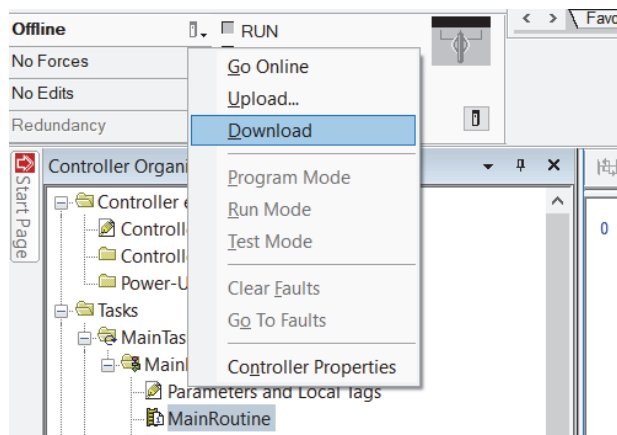 Offline
RUN
Favo
No Forces
No Edits
Redundancy
Go Online
Upload...
Download
Program Mode
Run Mode
Test Mode
Clear Faults
Go To Faults
Controller Properties
Start Page
Controller Organi
Controller
Controll
Controll
Power-U
Tasks
MainTas
Main
Parameters and Local Tags
MainRoutine
0